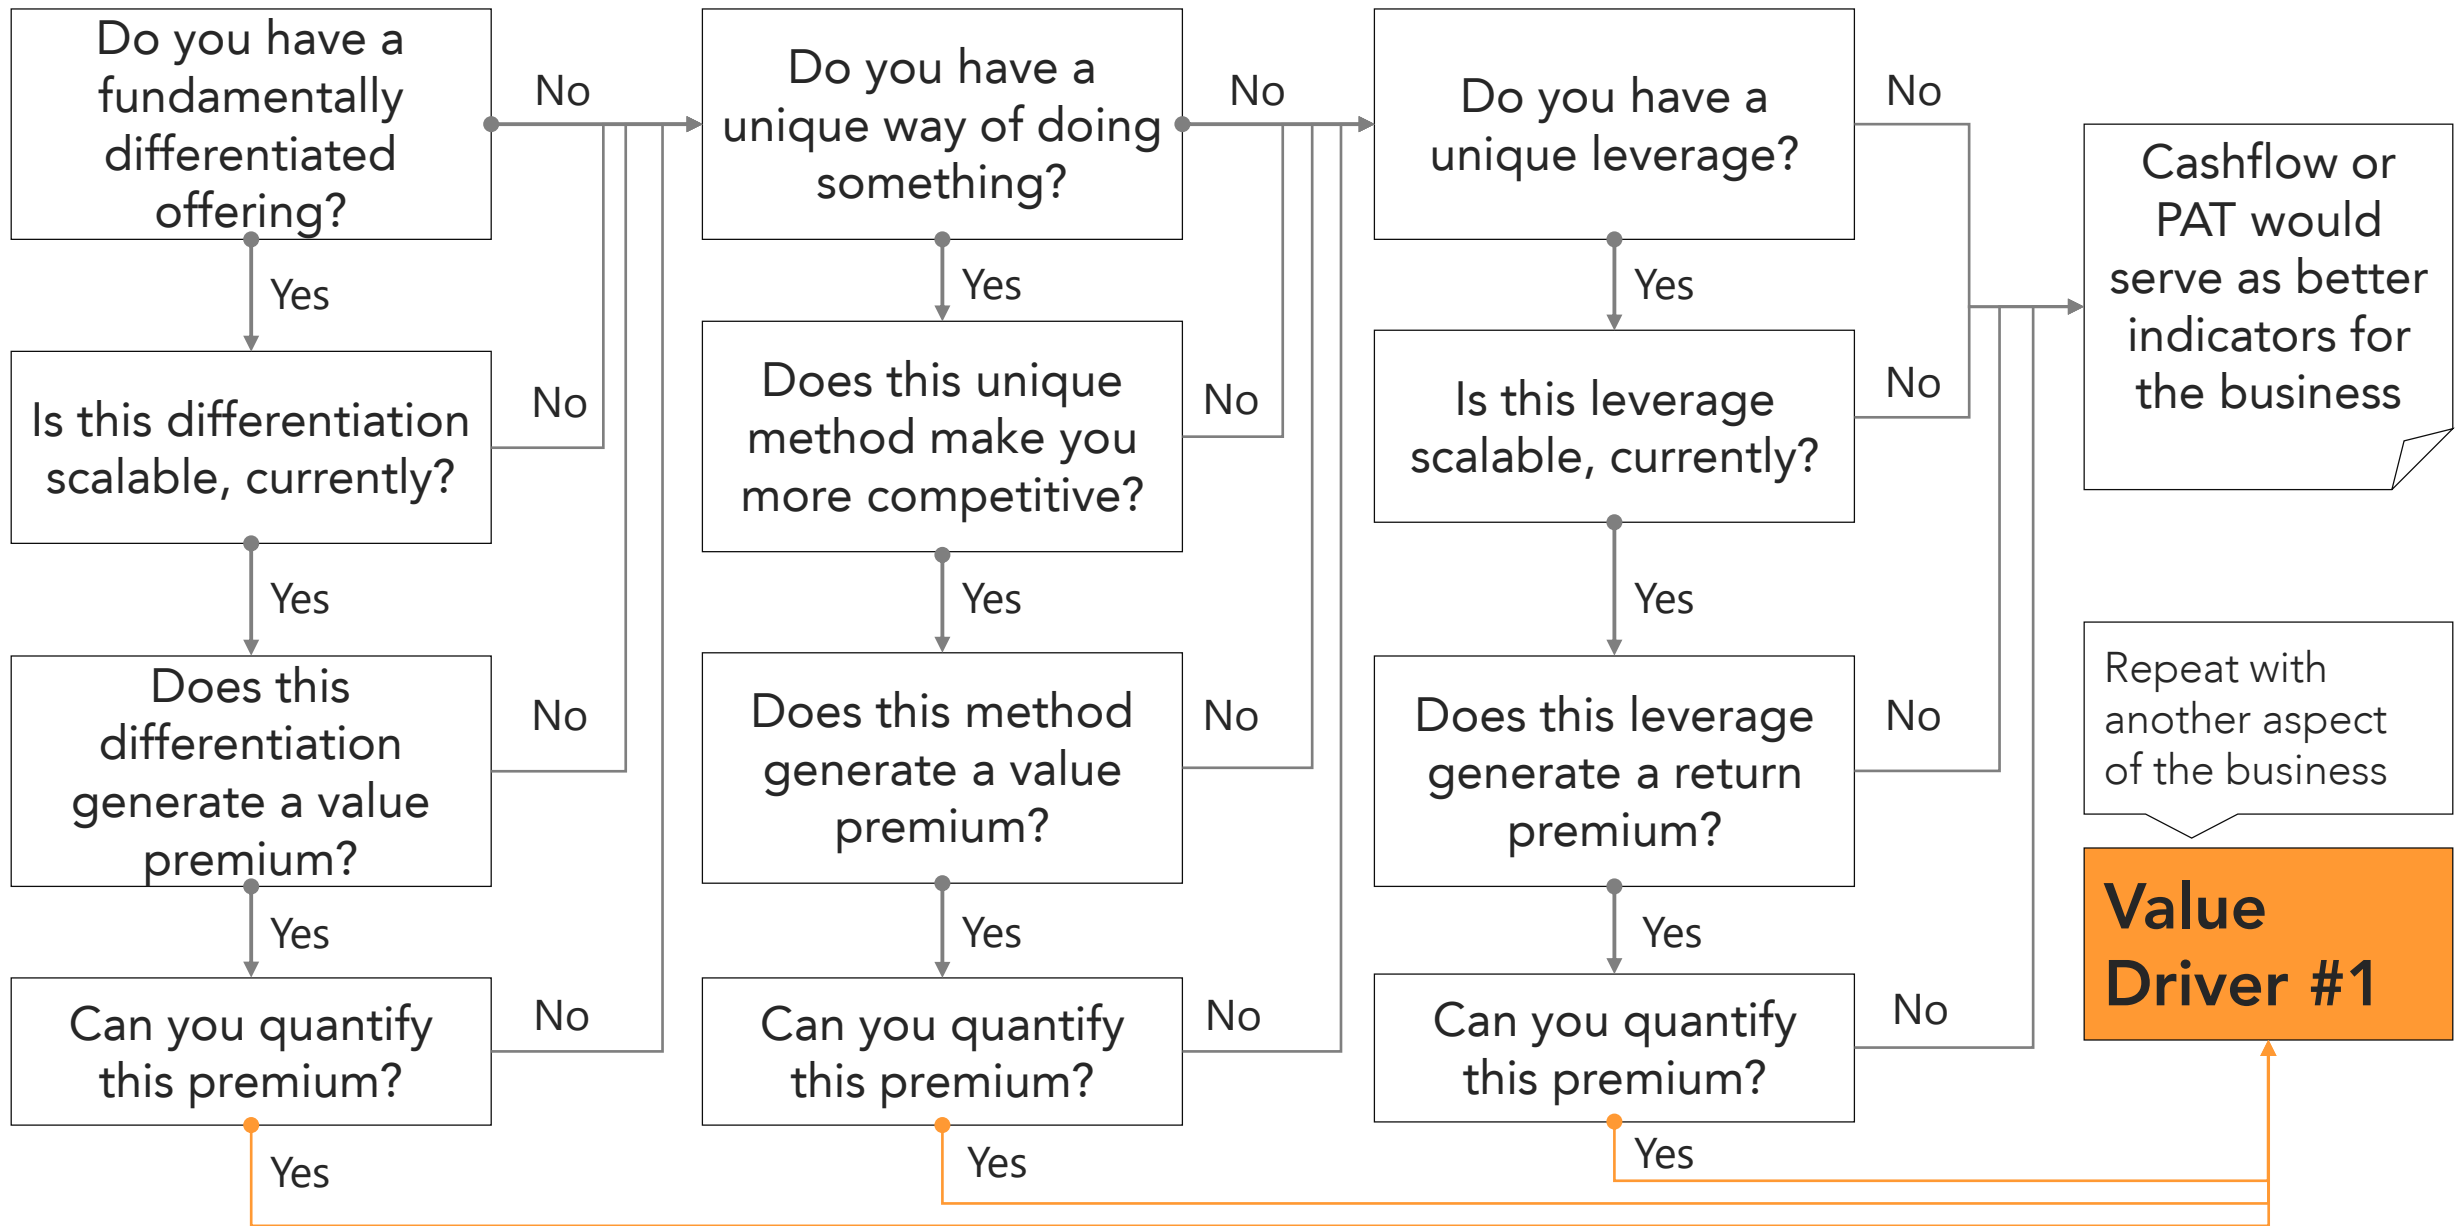 Do you have a
fundamentally
differentiated
offering?
No
Yes
Is this differentiation
scalable, currently?
No
Yes
Does this
differentiation
generate a value
premium?
No
Yes
Can you quantify
this premium?
No
Yes
Do you have a
unique way of doing
something?
No
Yes
Does this unique
method make you
more competitive?
No
Yes
Does this method
generate a value
premium?
No
Yes
Can you quantify
this premium?
No
Yes
Do you have a
unique leverage?
No
Yes
Is this leverage
scalable, currently?
No
Yes
Does this leverage
generate a return
premium?
No
Yes
Can you quantify
this premium?
No
Yes
Cashflow or
PAT would
serve as better
indicators for
the business
Repeat with
another aspect
of the business
Value
Driver #1